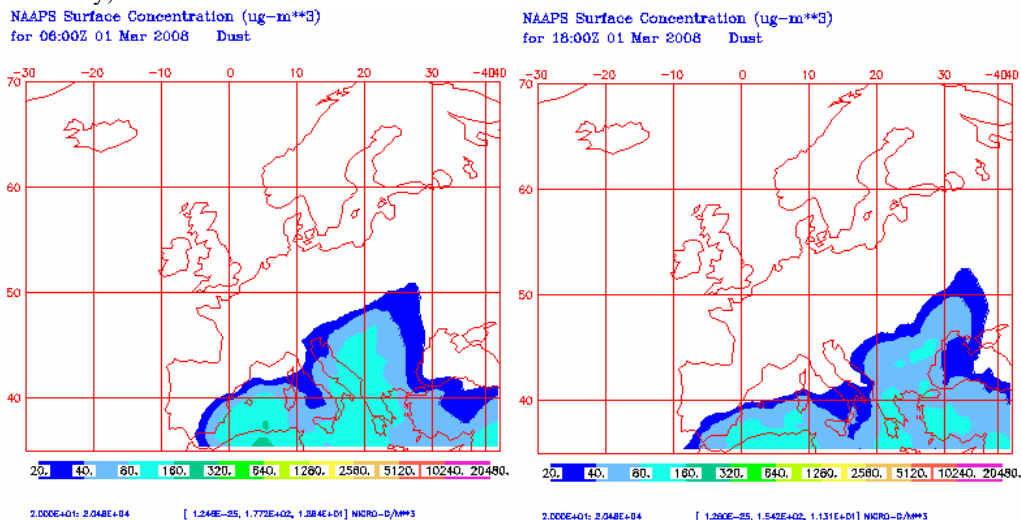 NAAPS Surface Concentration (ug-m**3)
for 06:00Z 01 Mar 2008 Dust
-30 -20 -10 0 10 20 30 -4040
70
60
50
40
20. 40. 80. 160. 320. 640. 1280. 2560. 5120. 10240. 20480.
2.000E+01: 2.048E+04 [ 1.248E-25, 1.772E+02, 1.284E+01] MICRO-G/M**3
NAAPS Surface Concentration (ug-m**3)
for 18:00Z 01 Mar 2008 Dust
-30 -20 -10 0 10 20 30 -4040
70
60
50
40
20. 40. 80. 160. 320. 640. 1280. 2560. 5120. 10240. 20480.
2.000E+01: 2.048E+04 [ 1.280E-25, 1.542E+02, 1.131E+01] MICRO-G/M**3